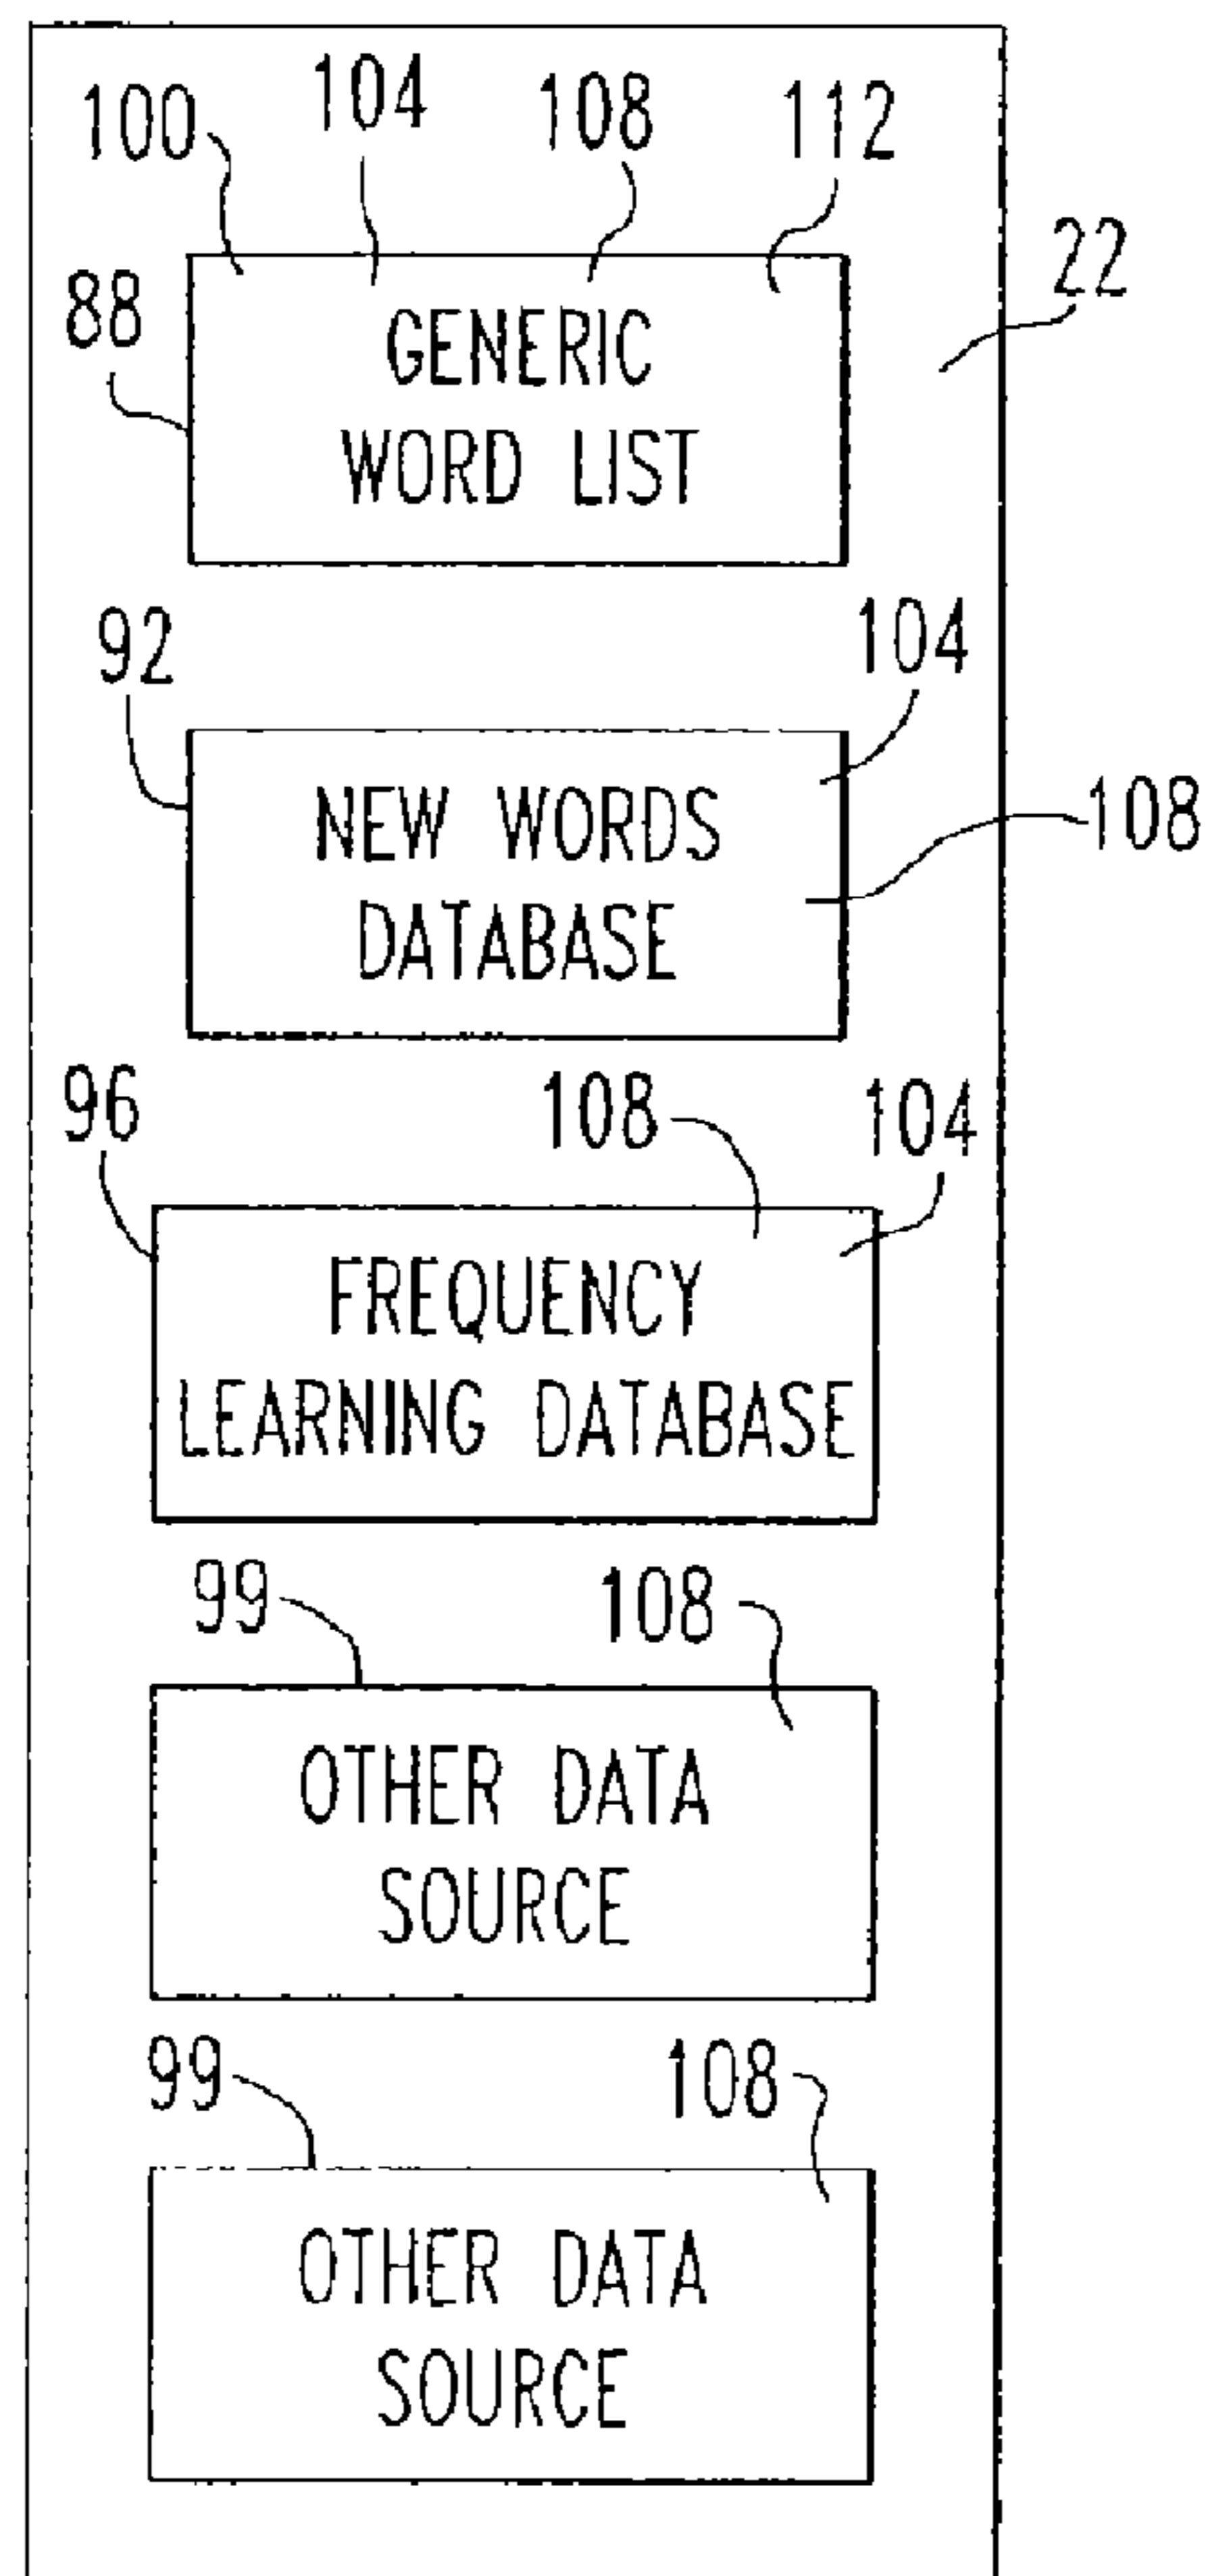 100 104 108 112
22
88
GENERIC
WORD LIST
92
104
NEW WORDS
108
DATABASE
96
108
104
FREQUENCY
LEARNING DATABASE
99
108
OTHER DATA
SOURCE
99
108
OTHER DATA
SOURCE